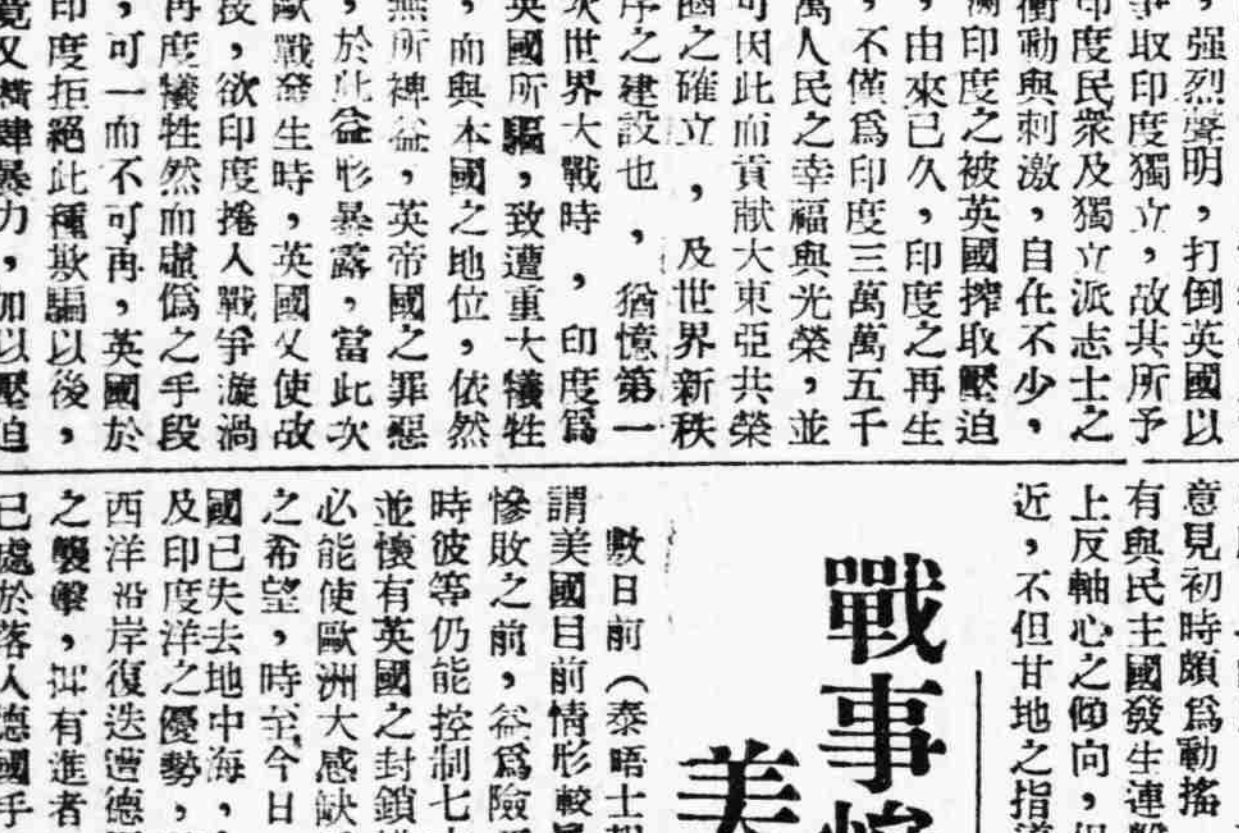 ，强烈聲明，打倒英國以
爭取印度獨立，故其所予
印度民衆及獨立派志士之
衝動與刺激，自化不少，
測印度之被英國搾取壓迫
，由來已久，印度之再生
，不僅爲印度三萬萬五千
萬人民之幸福與光榮，並
可因此而貢献大東亞共榮
圈之確立，及世界新秩
序之建設也，猶憶第一
次世界大戰時，印度爲
英國所騙，致遭重大犧牲
，而與本國之地位，依然
無所裨益，英帝國之罪惡
，於此益形暴露，當此次
歐戰發生時，英國又使故
技，欲印度捲入戰爭漩渦
再度犧牲然而虛僞之手段
，可一而不可再，英國於
印度拒絕此種欺騙以後，
竟又橫肆暴力，加以壓迫
意見初時頗爲動搖
有與民主國發生連
上反軸心之傾向，
近，不但甘地之指
戰事
美
數日前（泰晤士
謂美國目前情形較
慘敗之前，益爲險
時彼等仍能控制七
並懷有英國之封鎖
必能使歐洲大感缺
之希望，時至今日
國已失去地中海，
及印度洋之優勢，
西洋沿岸復迭遭德
之襲擊，況有進者
已處於落入德國手